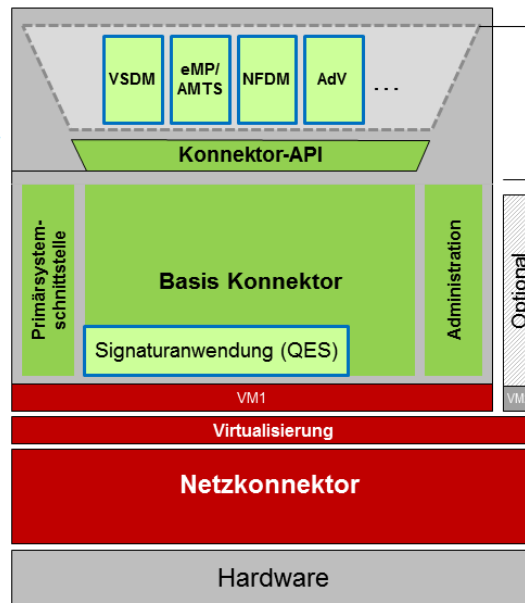 VSDM
eMP/
AMTS
NFDM
AdV
...
Konnektor-API
Primärsystem-
schnittstelle
Basis Konnektor
Administration
Signaturanwendung (QES)
Optional
VM1
VM
Virtualisierung
Netzkonnektor
Hardware